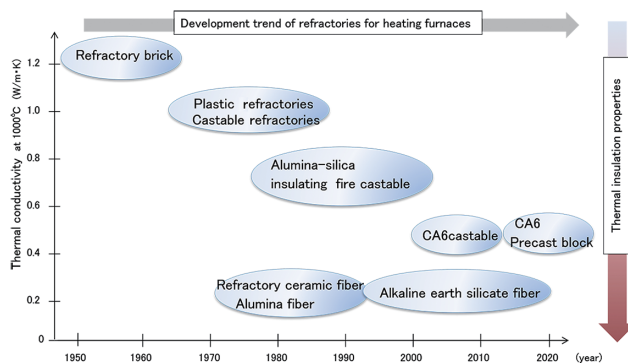 Development trend of refractories for heating furnaces
Thermal conductivity at 1000℃ (W/m•K)
1.2
1.0
0.8
0.6
0.4
0.2
0
Refractory brick
Plastic refractories
Castable refractories
Alumina-silica
insulating fire castable
CA6castable
CA6
Precast block
Refractory ceramic fiber
Alumina fiber
Alkaline earth silicate fiber
1950 1960 1970 1980 1990 2000 2010 2020 (year)
Thermal insulation properties